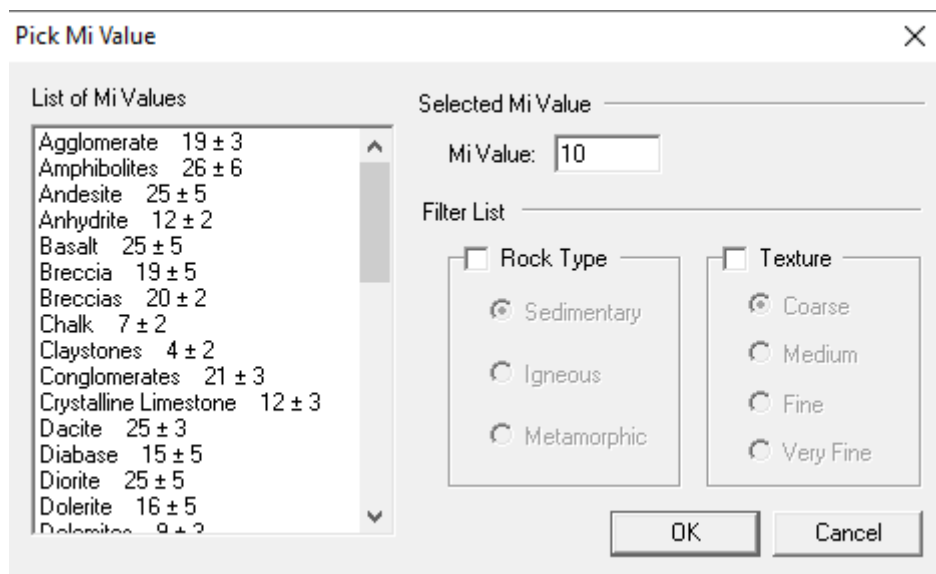 Pick Mi Value
List of Mi Values
Agglomerate 19 ± 3
Amphibolites 26 ± 6
Andesite 25 ± 5
Anhydrite 12 ± 2
Basalt 25 ± 5
Breccia 19 ± 5
Breccias 20 ± 2
Chalk 7 ± 2
Claystones 4 ± 2
Conglomerates 21 ± 3
Crystalline Limestone 12 ± 3
Dacite 25 ± 3
Diabase 15 ± 5
Diorite 25 ± 5
Dolerite 16 ± 5
Dolomites 9 ± 3
Selected Mi Value
Mi Value: 10
Filter List
Rock Type
Sedimentary
Igneous
Metamorphic
Texture
Coarse
Medium
Fine
Very Fine
OK
Cancel